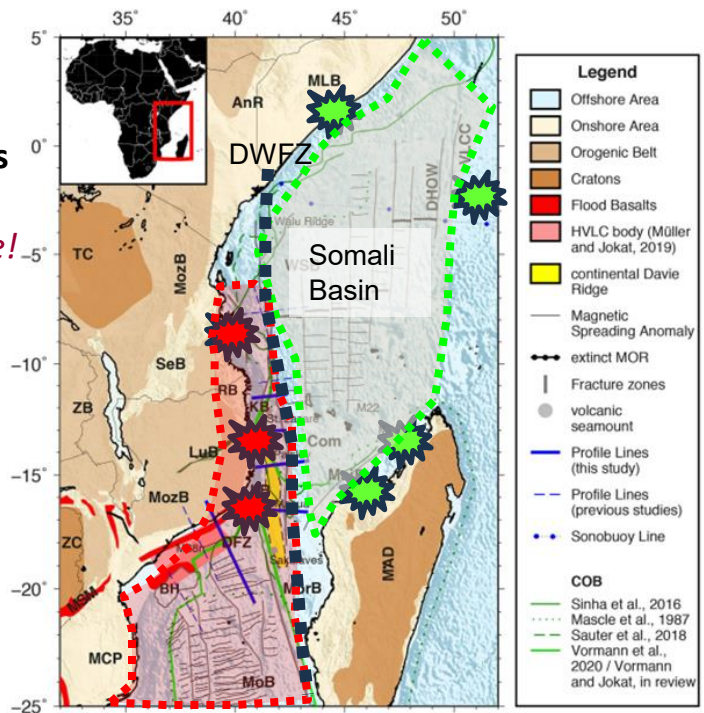 35°
40°
45°
50°
5°
0°
−5°
−10°
−15°
−20°
−25°
s
e!
MLB
AnR
DWFZ
VLCC
DHOW
Walu Ridge
TC
MozB
WSB
Somali
Basin
SeB
RB
ZB
KB
M22
Com
LuB
MozB
ZC
DFZ
MAD
BH
MorB
MCP
MoB
Legend
Offshore Area
Onshore Area
Orogenic Belt
Cratons
Flood Basalts
HVLC body (Müller
and Jokat, 2019)
continental Davie
Ridge
Magnetic
Spreading Anomaly
extinct MOR
Fracture zones
volcanic
seamount
Profile Lines
(this study)
Profile Lines
(previous studies)
Sonobuoy Line
COB
Sinha et al., 2016
Mascle et al., 1987
Sauter et al., 2018
Vormann et al.,
2020 / Vormann
and Jokat, in review